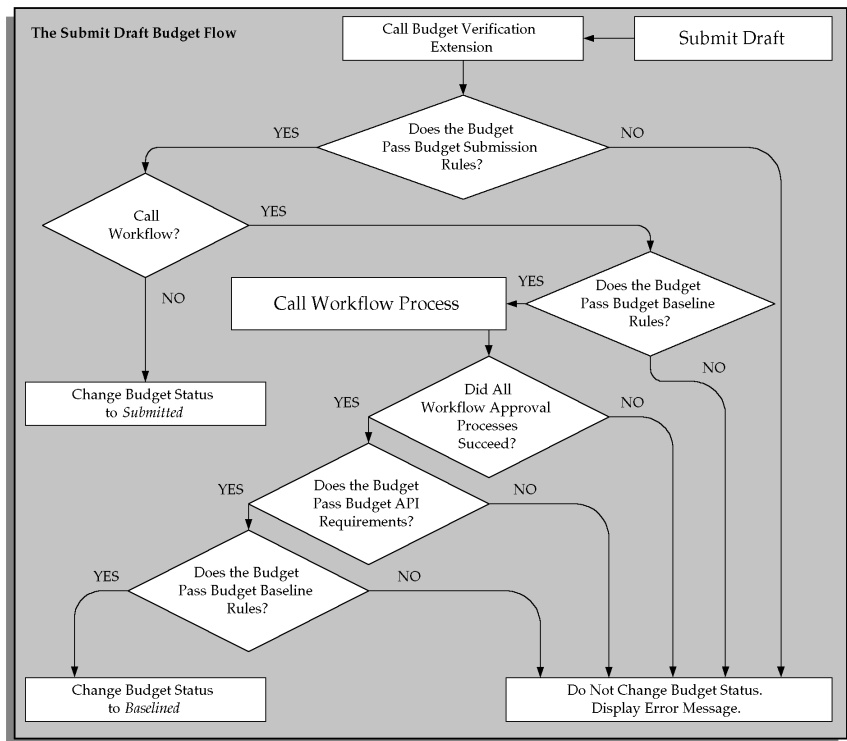 The Submit Draft Budget Flow
Call Budget Verification
Extension
Submit Draft
Does the Budget
Pass Budget Submission
Rules?
YES
NO
Call
Workflow?
YES
NO
Does the Budget
Pass Budget Baseline
Rules?
YES
NO
Call Workflow Process
Change Budget Status
to Submitted
Did All
Workflow Approval
Processes
Succeed?
YES
NO
Does the Budget
Pass Budget API
Requirements?
YES
NO
Does the Budget
Pass Budget Baseline
Rules?
YES
NO
Change Budget Status
to Baselined
Do Not Change Budget Status.
Display Error Message.